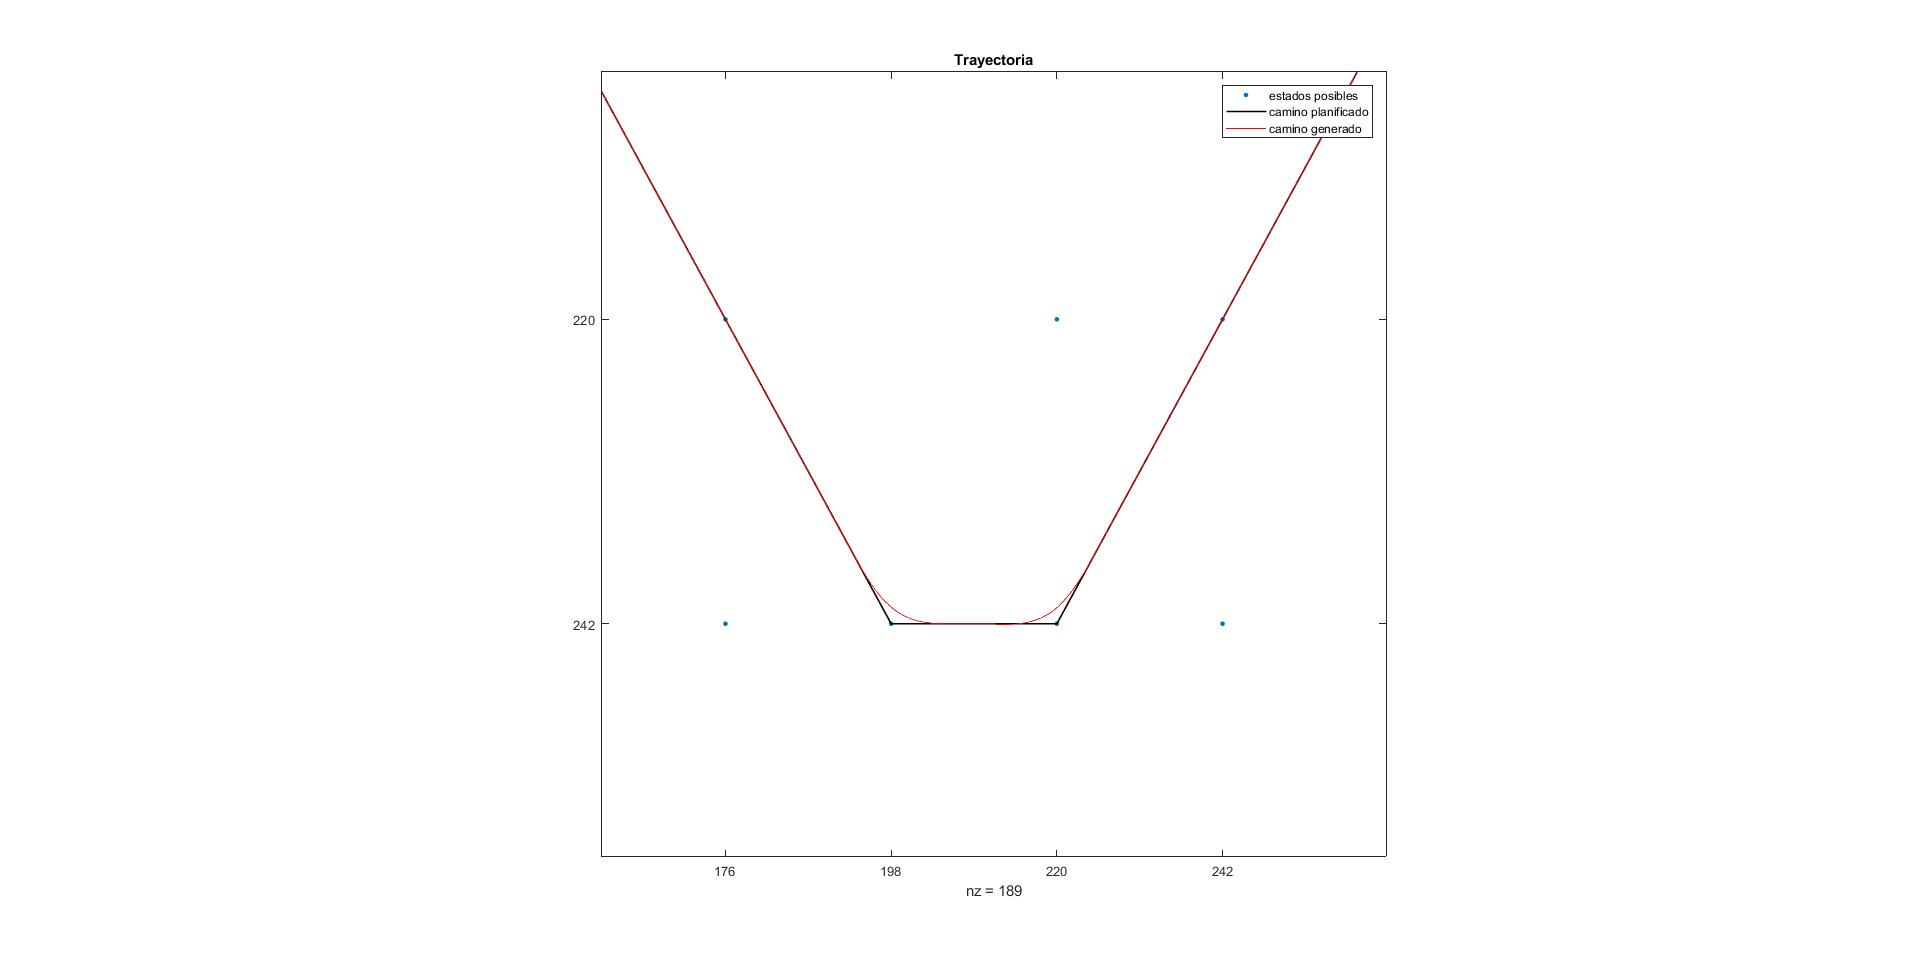 Trayectoria
estados posibles
camino planificado
camino generado
220
242
176 198 220 242
nz = 189